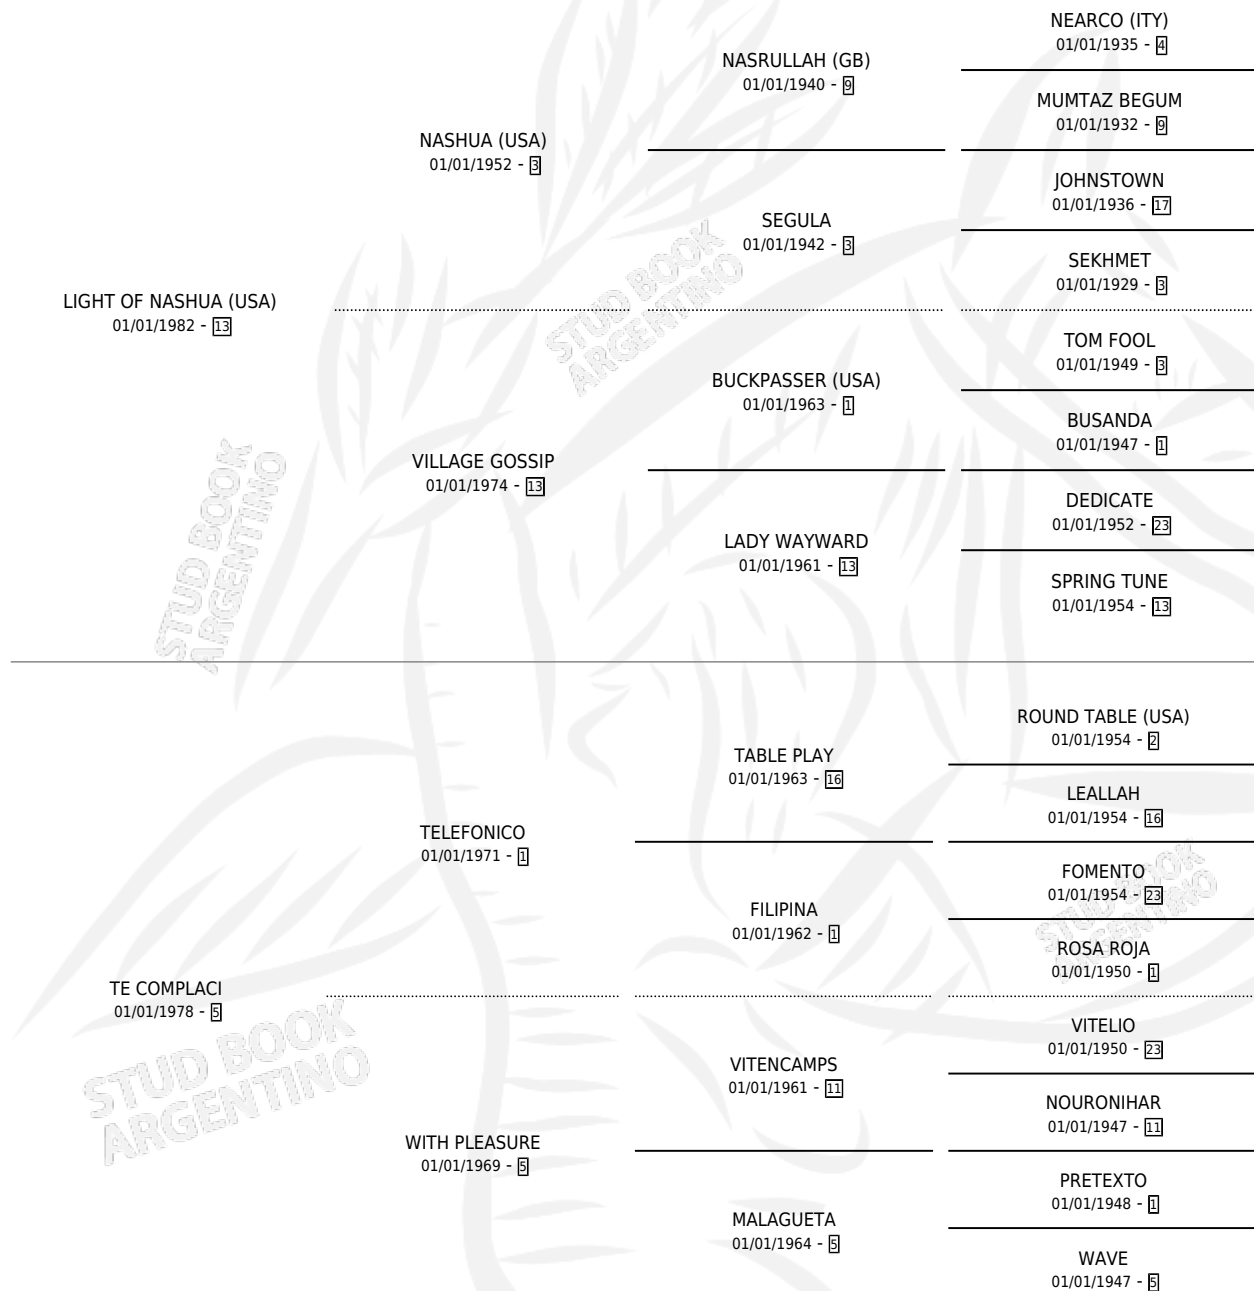 NEARCO (ITY)
01/01/1935 - 4
NASRULLAH (GB)
01/01/1940 - 9
MUMTAZ BEGUM
01/01/1932 - 9
NASHUA (USA)
01/01/1952 - 3
JOHNSTOWN
01/01/1936 - 17
SEGULA
01/01/1942 - 3
SEKHMET
01/01/1929 - 3
LIGHT OF NASHUA (USA)
01/01/1982 - 13
TOM FOOL
01/01/1949 - 3
BUCKPASSER (USA)
01/01/1963 - 1
BUSANDA
01/01/1947 - 1
VILLAGE GOSSIP
01/01/1974 - 13
DEDICATE
01/01/1952 - 23
LADY WAYWARD
01/01/1961 - 13
SPRING TUNE
01/01/1954 - 13
ROUND TABLE (USA)
01/01/1954 - 2
TABLE PLAY
01/01/1963 - 16
LEALLAH
01/01/1954 - 16
TELEFONICO
01/01/1971 - 1
FOMENTO
01/01/1954 - 23
FILIPINA
01/01/1962 - 1
ROSA ROJA
01/01/1950 - 1
TE COMPLACI
01/01/1978 - 5
VITELIO
01/01/1950 - 23
VITENCAMPS
01/01/1961 - 11
NOURONIHAR
01/01/1947 - 11
WITH PLEASURE
01/01/1969 - 5
PRETEXTO
01/01/1948 - 1
MALAGUETA
01/01/1964 - 5
WAVE
01/01/1947 - 5
STUD BOOK
ARGENTINO
STUD BOOK
ARGENTINO
STUD BOOK
ARGENTINO
STUD BOOK
ARGENTINO